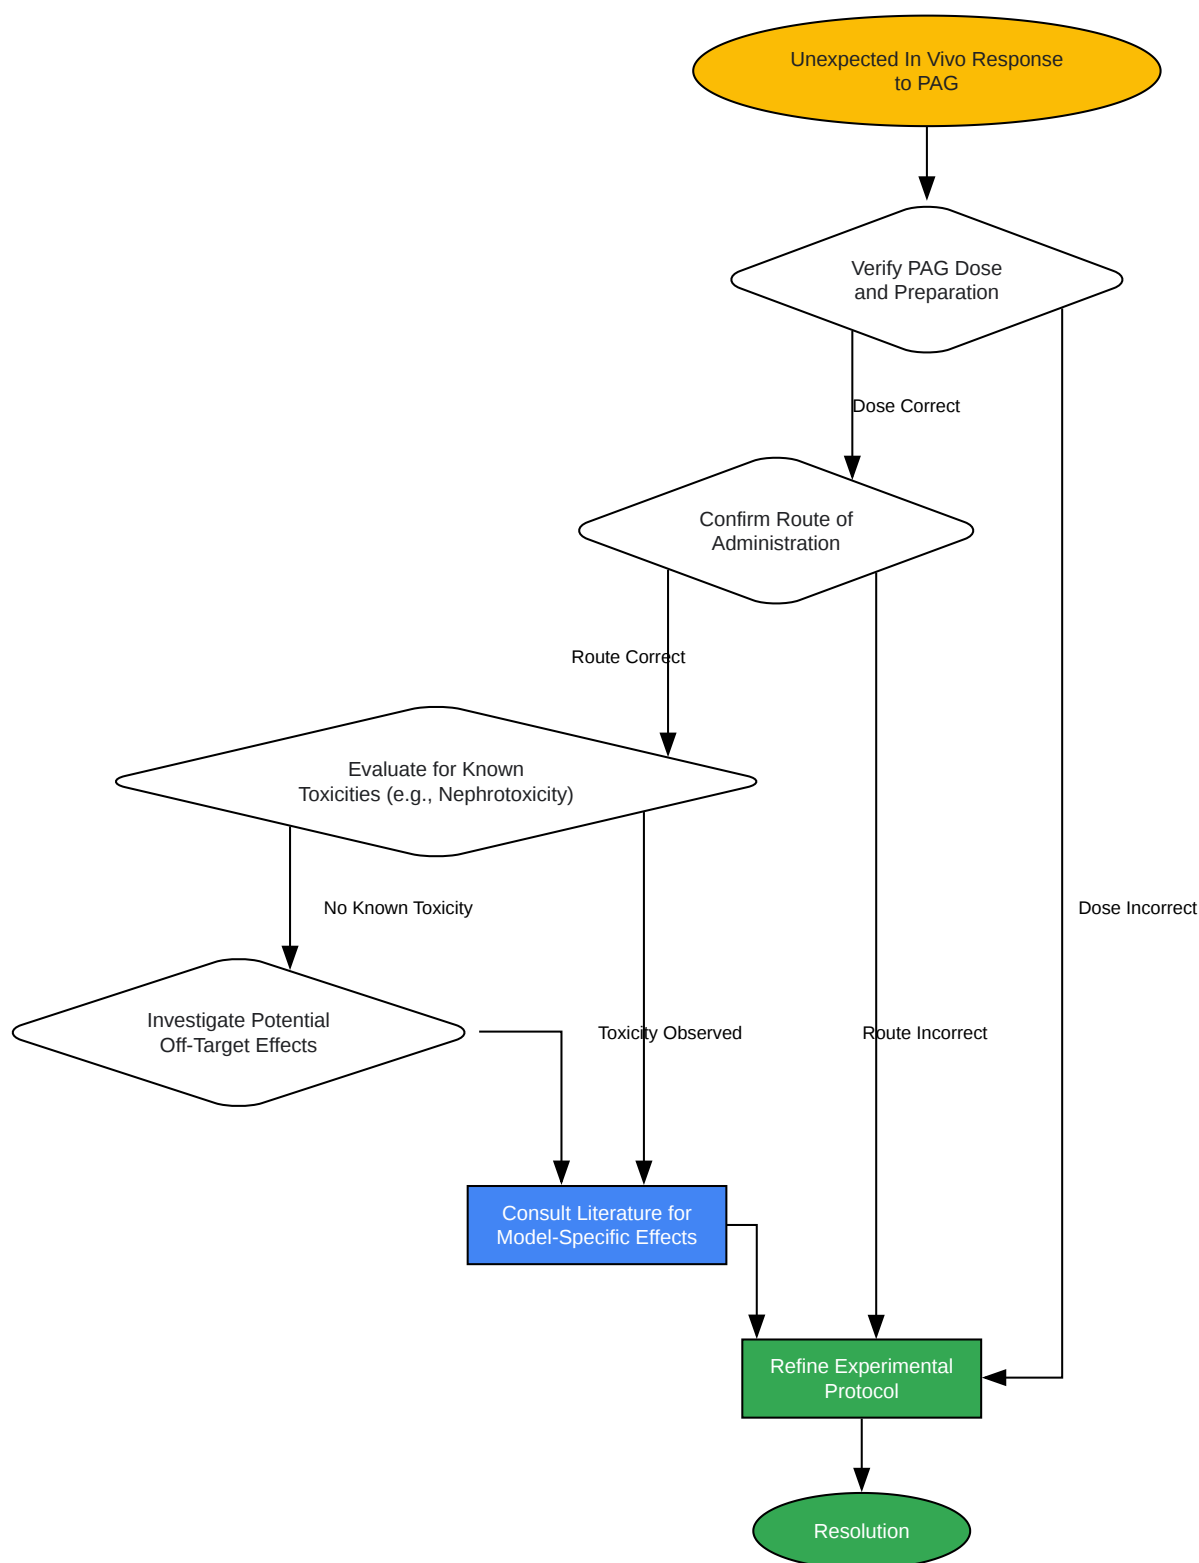 Unexpected In Vivo Response
to PAG
Verify PAG Dose
and Preparation
Dose Correct
Confirm Route of
Administration
Route Correct
Evaluate for Known
Toxicities (e.g., Nephrotoxicity)
No Known Toxicity
Dose Incorrect
Investigate Potential
Off-Target Effects
Toxicity Observed
Route Incorrect
Consult Literature for
Model-Specific Effects
Refine Experimental
Protocol
Resolution